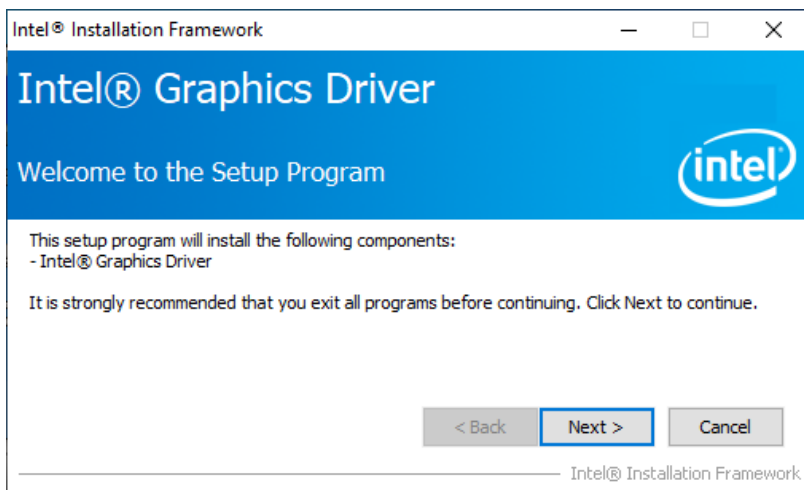 Intel® Installation Framework
Intel® Graphics Driver
Welcome to the Setup Program
intel
This setup program will install the following components:
- Intel® Graphics Driver
It is strongly recommended that you exit all programs before continuing. Click Next to continue.
< Back
Next >
Cancel
Intel® Installation Framework